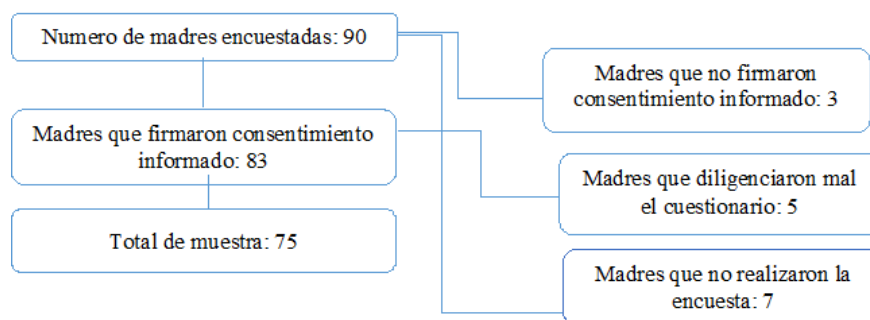 Numero de madres encuestadas: 90
Madres que no firmaron
consentimiento informado: 3
Madres que firmaron consentimiento
informado: 83
Madres que diligenciaron mal
el cuestionario: 5
Total de muestra: 75
Madres que no realizaron la
encuesta: 7